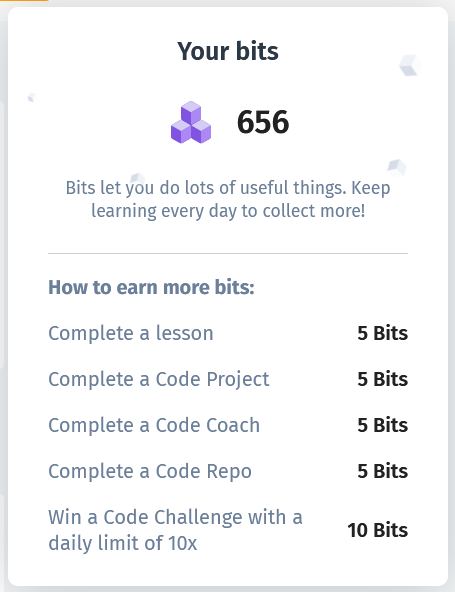 Your bits
656
Bits let you do lots of useful things. Keep
learning every day to collect more!
How to earn more bits:
Complete a lesson 5 Bits
Complete a Code Project 5 Bits
Complete a Code Coach 5 Bits
Complete a Code Repo 5 Bits
Win a Code Challenge with a
daily limit of 10x 10 Bits